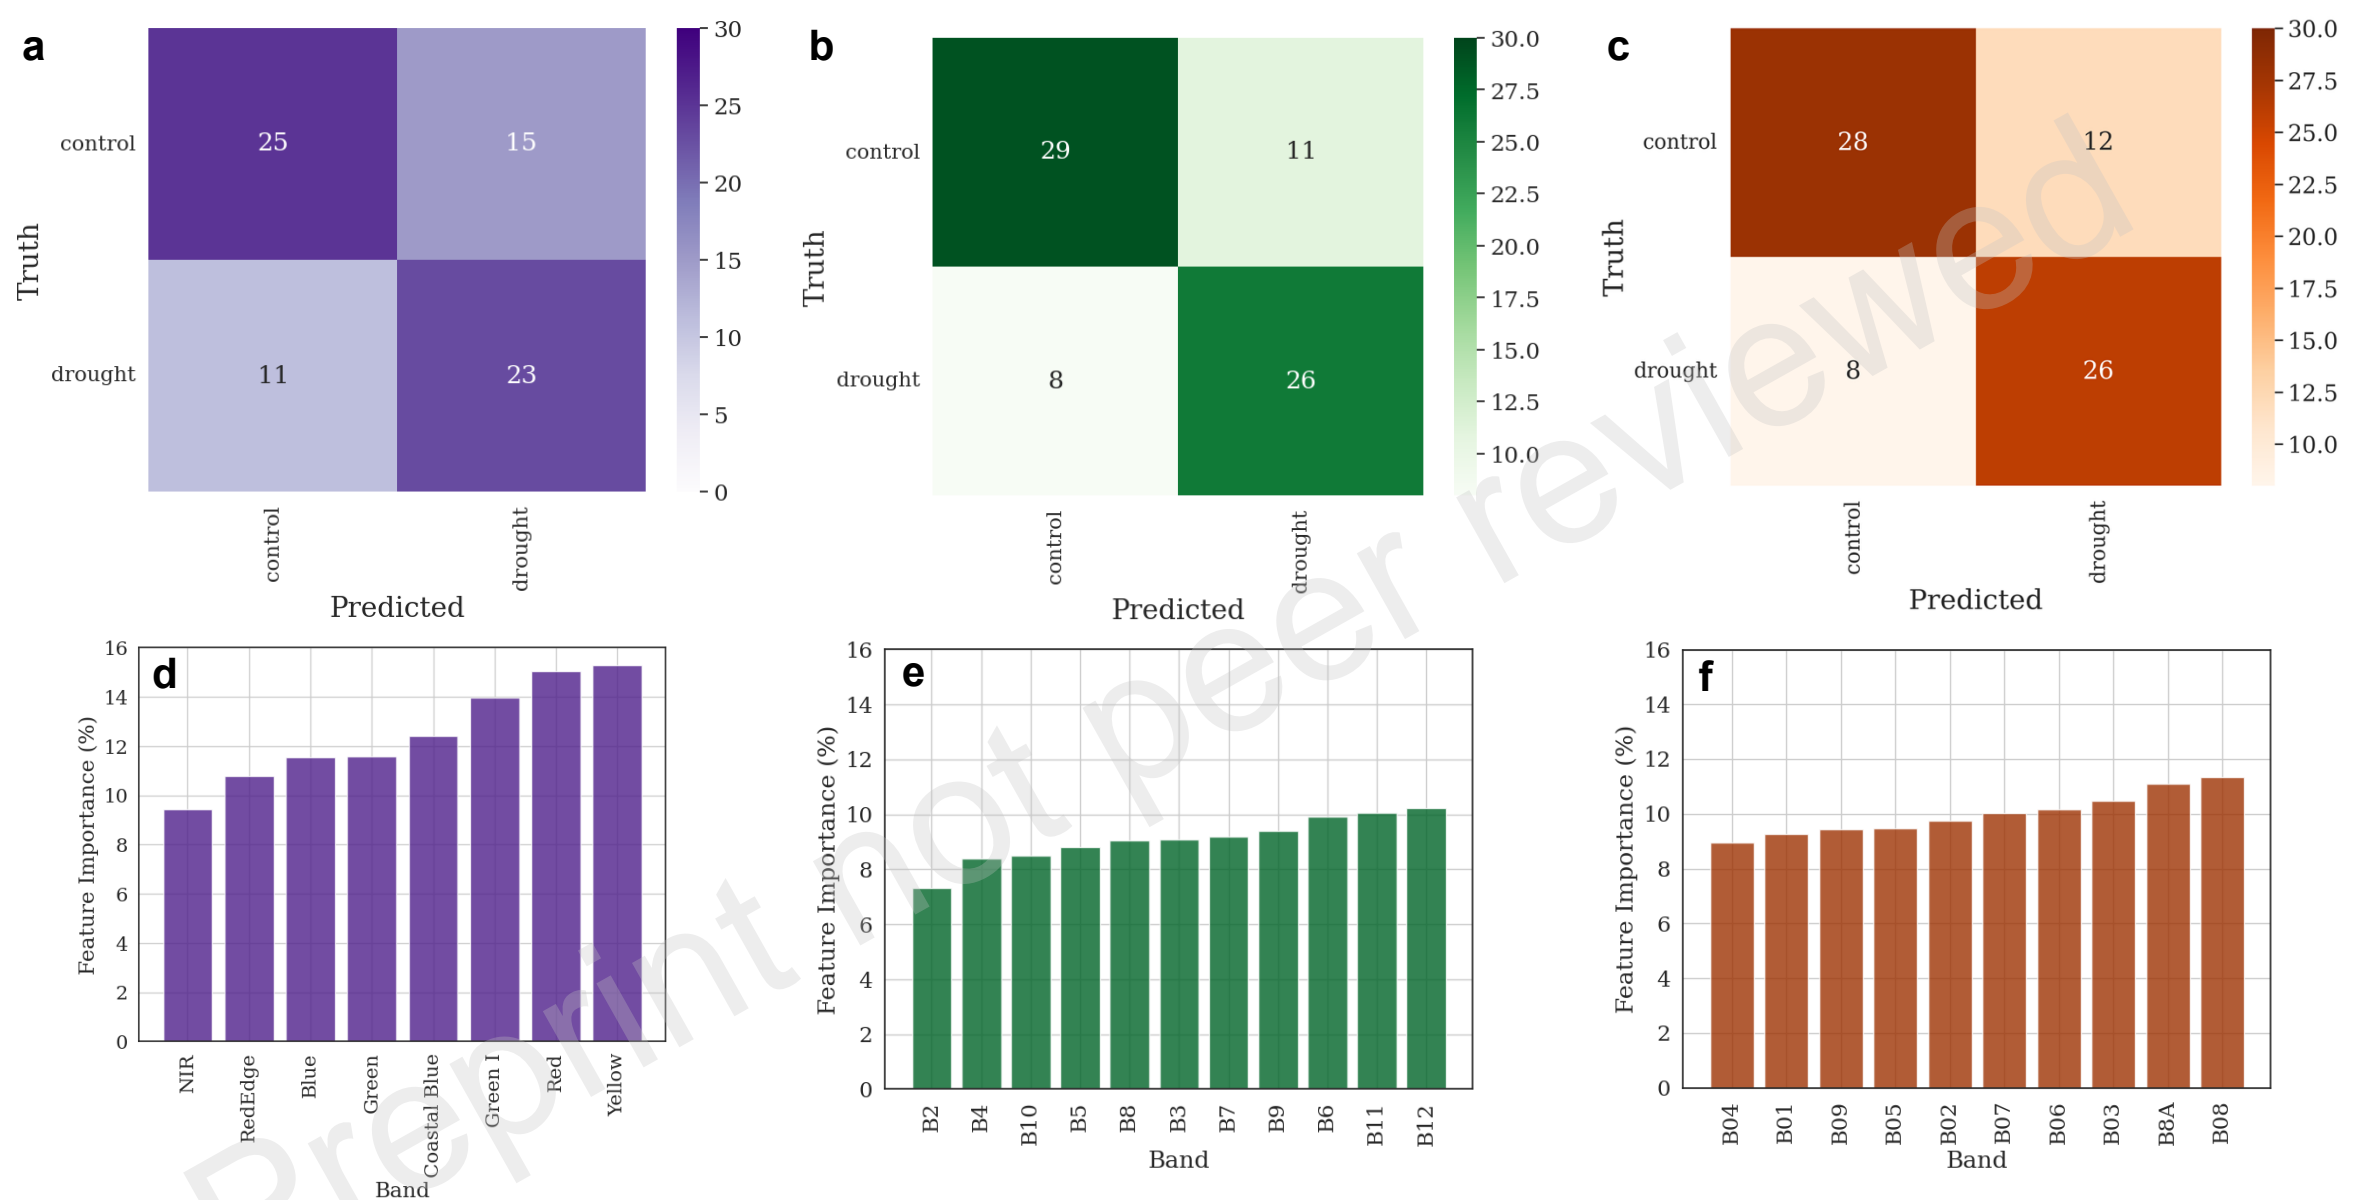 a
30
25
20
15
10
5
0
control
drought
25
15
11
23
Truth
control
drought
Predicted
b
30.0
27.5
25.0
22.5
20.0
17.5
15.0
12.5
10.0
control
drought
29
11
8
26
Truth
control
drought
Predicted
c
30.0
27.5
25.0
22.5
20.0
17.5
15.0
12.5
10.0
control
drought
28
12
8
26
Truth
control
drought
Predicted
d
16
14
12
10
8
6
4
2
0
Feature Importance (%)
NIR
RedEdge
Blue
Green
Coastal Blue
Green I
Red
Yellow
Band
e
16
14
12
10
8
6
4
2
0
Feature Importance (%)
B2
B4
B10
B5
B8
B3
B7
B9
B6
B11
B12
Band
f
16
14
12
10
8
6
4
2
0
Feature Importance (%)
B04
B01
B09
B05
B02
B07
B06
B03
B8A
B08
Band
Preprint not peer reviewed